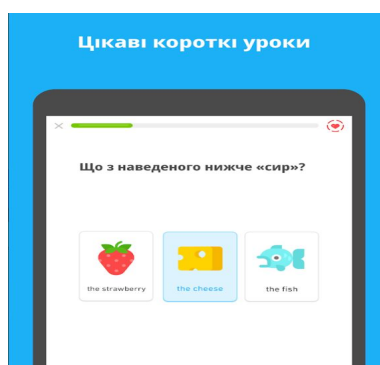 Цікаві короткі уроки
Що з наведеного нижче «сир»?
the strawberry the cheese the fish